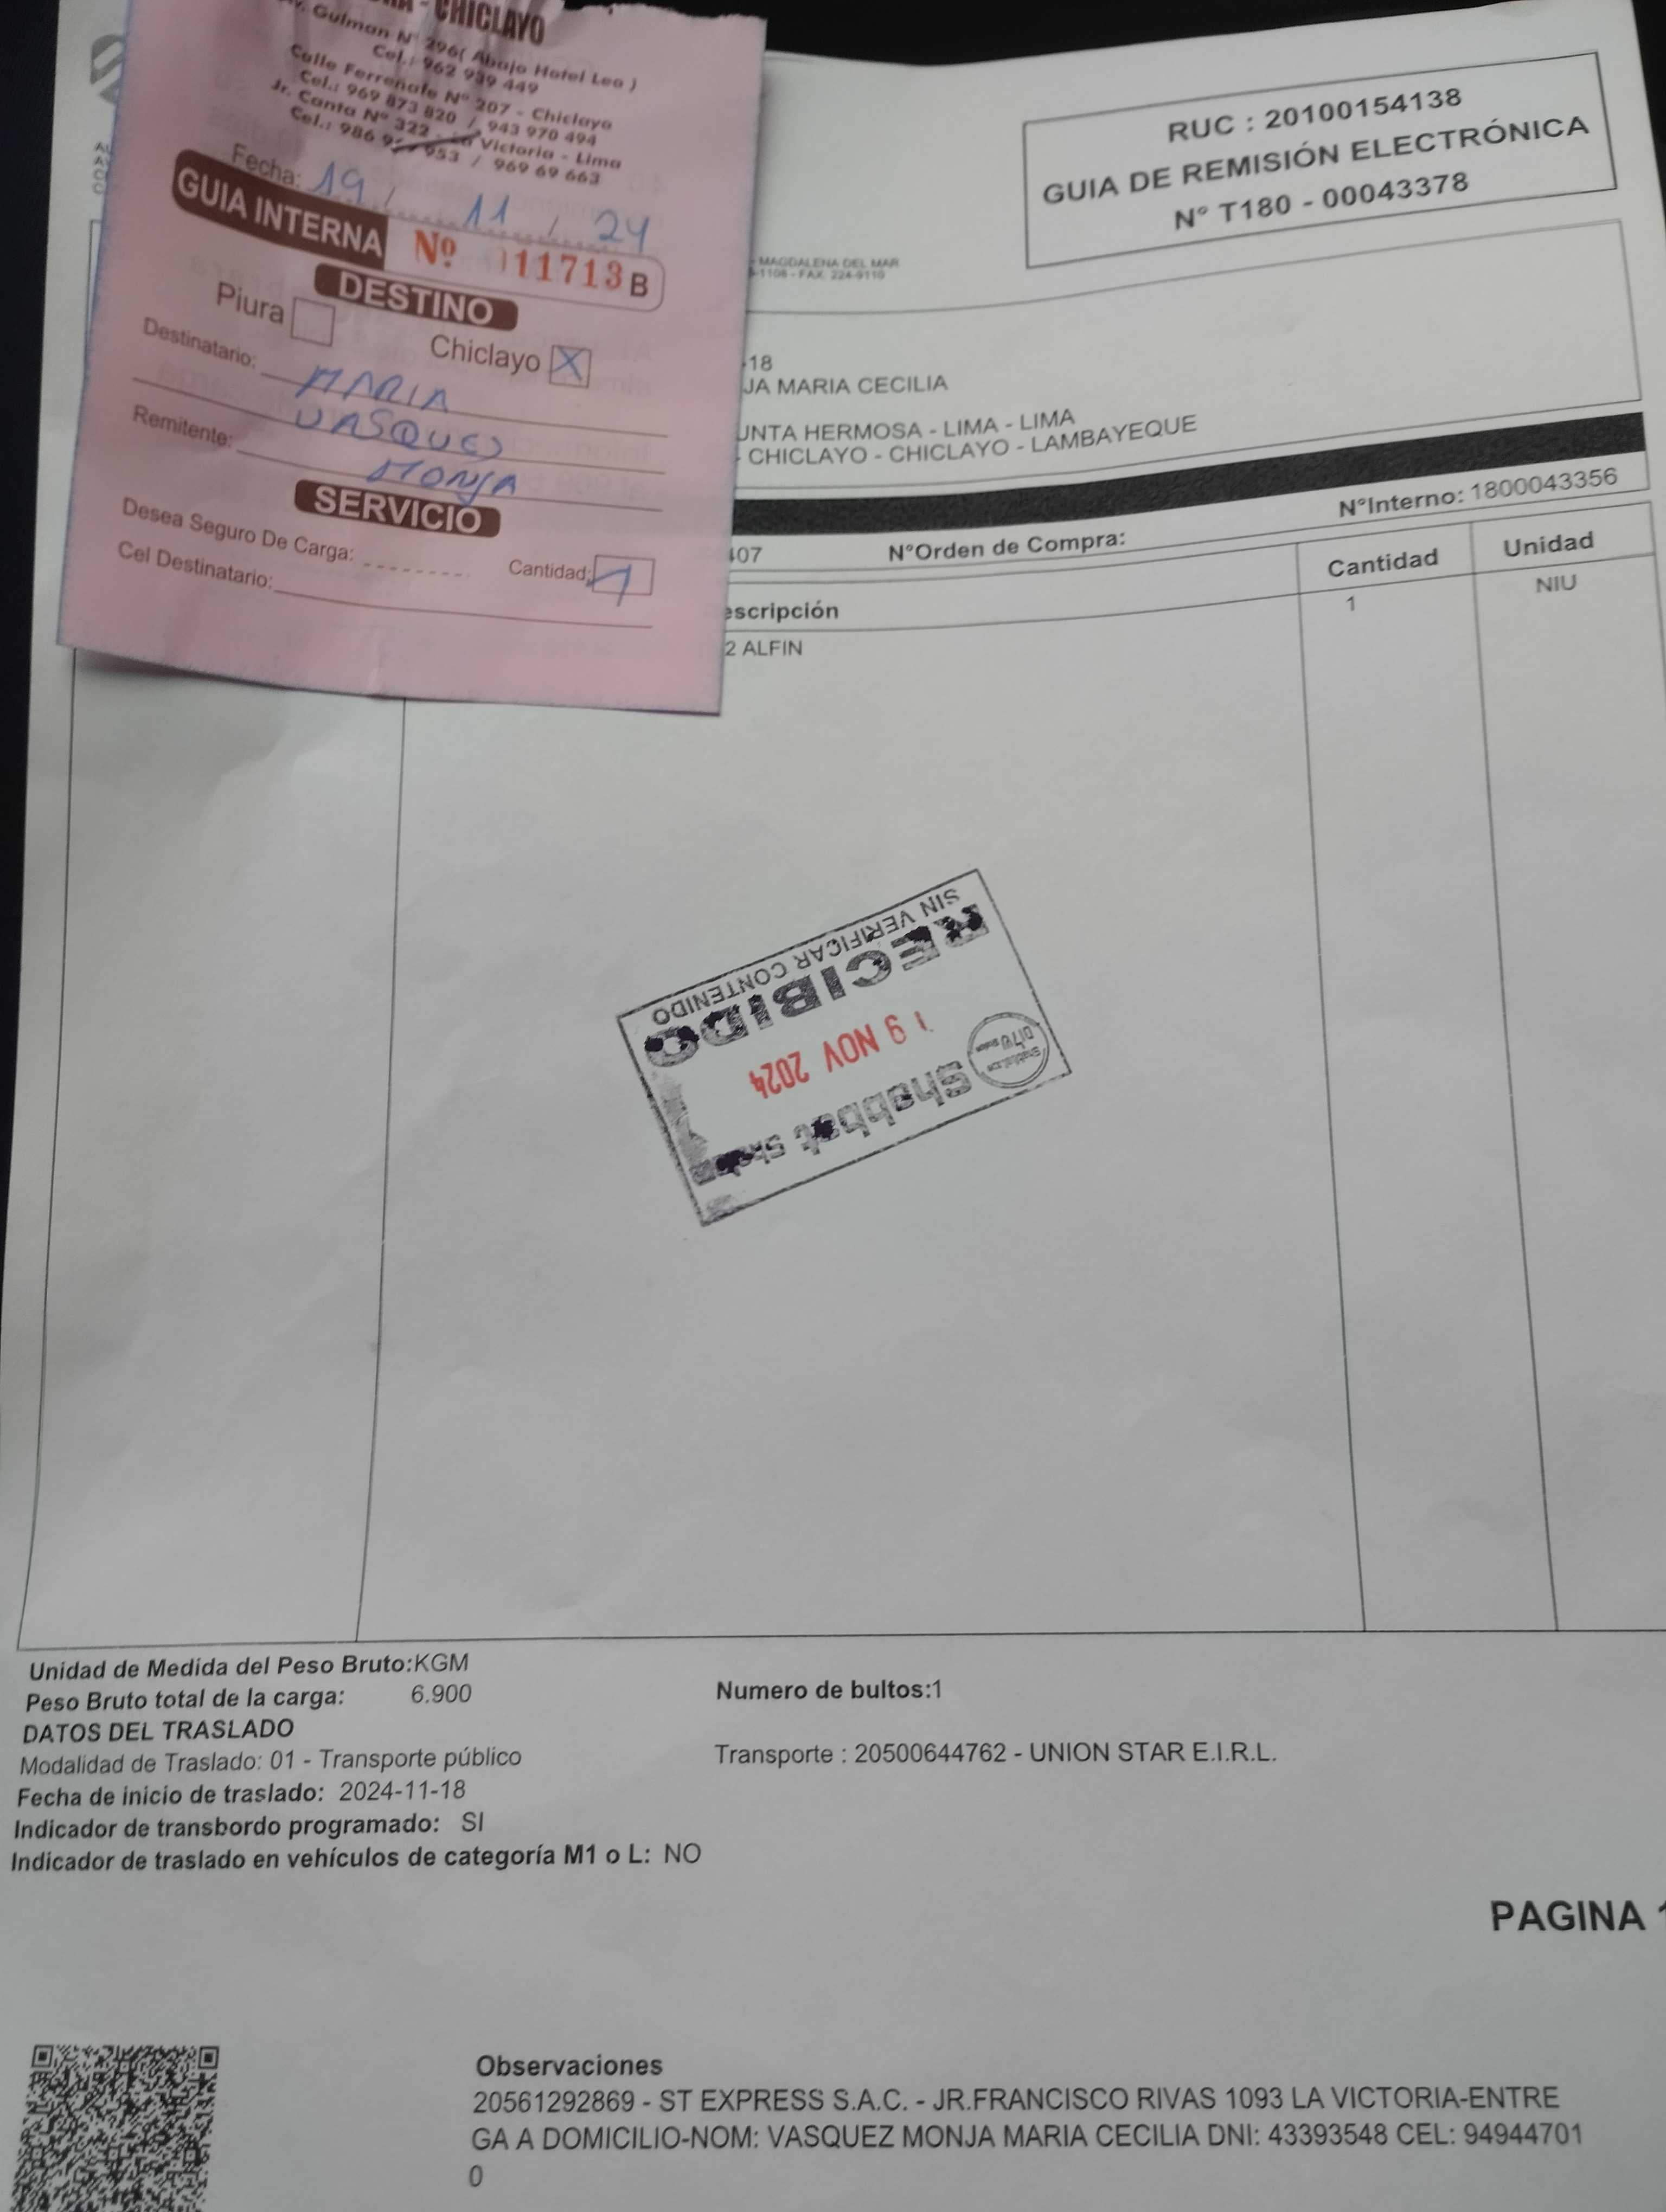 - CHICLAYO
Gulman N° 296( Abajo Hotel Leo )
Cel.: 962 939 449
Calle Ferreñafe N° 207 - Chiclayo
Cel.: 969 873 820 / 943 970 494
Jr. Canta N° 322 - La Victoria - Lima
Cel.: 986 953 / 969 69 663
Fecha: 19 / 11 / 24
GUIA INTERNA Nº 11713 B
DESTINO
Piura
Chiclayo X
Destinatario: MARIA
VASQUEZ
Remitente:
MONJA
SERVICIO
Desea Seguro De Carga:
Cantidad: 1
Cel Destinatario:
RUC : 20100154138
GUIA DE REMISIÓN ELECTRÓNICA
N° T180 - 00043378
MAGDALENA DEL MAR
-1108 - FAX: 224-9110
-18
JA MARIA CECILIA
UNTA HERMOSA - LIMA - LIMA
- CHICLAYO - CHICLAYO - LAMBAYEQUE
407
N°Orden de Compra:
N°Interno: 1800043356
escripción
Cantidad
Unidad
2 ALFIN
1
NIU
Shabbat
19 NOV 2024
RECIBIDO
SIN VERIFICAR CONTENIDO
Unidad de Medida del Peso Bruto:KGM
Peso Bruto total de la carga: 6.900
Numero de bultos:1
DATOS DEL TRASLADO
Modalidad de Traslado: 01 - Transporte público
Transporte : 20500644762 - UNION STAR E.I.R.L.
Fecha de inicio de traslado: 2024-11-18
Indicador de transbordo programado: SI
Indicador de traslado en vehículos de categoría M1 o L: NO
PAGINA 1
Observaciones
20561292869 - ST EXPRESS S.A.C. - JR.FRANCISCO RIVAS 1093 LA VICTORIA-ENTRE
GA A DOMICILIO-NOM: VASQUEZ MONJA MARIA CECILIA DNI: 43393548 CEL: 94944701
0